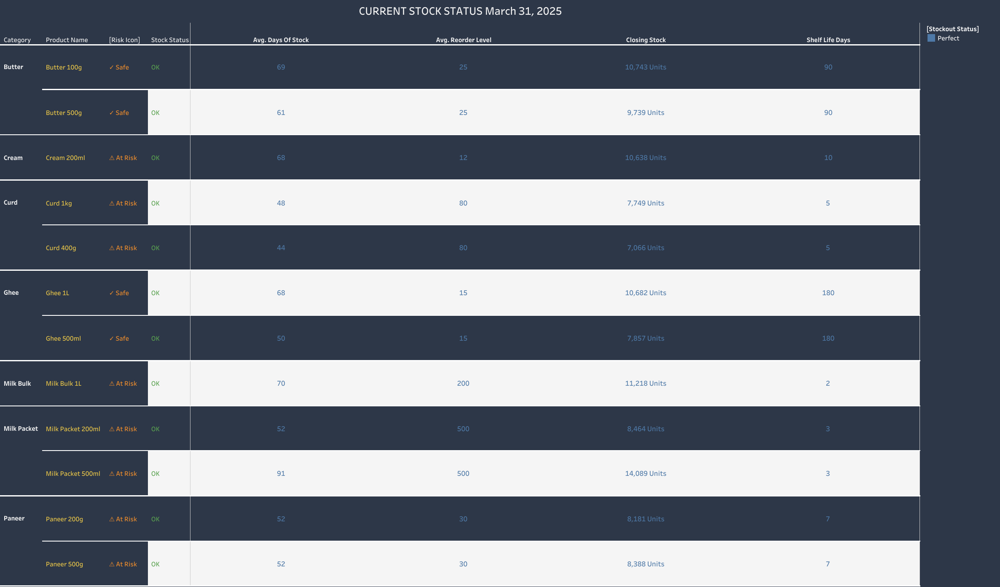 CURRENT STOCK STATUS March 31, 2025
Category Product Name [Risk Icon] Stock Status Avg. Days Of Stock Avg. Reorder Level Closing Stock Shelf Life Days
[Stockout Status]
Perfect
Butter Butter 100g ✓ Safe OK 69 25 10,743 Units 90
Butter 500g ✓ Safe OK 61 25 9,739 Units 90
Cream Cream 200ml ⚠ At Risk OK 68 12 10,638 Units 10
Curd Curd 1kg ⚠ At Risk OK 48 80 7,749 Units 5
Curd 400g ⚠ At Risk OK 44 80 7,066 Units 5
Ghee Ghee 1L ✓ Safe OK 68 15 10,682 Units 180
Ghee 500ml ✓ Safe OK 50 15 7,857 Units 180
Milk Bulk Milk Bulk 1L ⚠ At Risk OK 70 200 11,218 Units 2
Milk Packet Milk Packet 200ml ⚠ At Risk OK 52 500 8,464 Units 3
Milk Packet 500ml ⚠ At Risk OK 91 500 14,089 Units 3
Paneer Paneer 200g ⚠ At Risk OK 52 30 8,181 Units 7
Paneer 500g ⚠ At Risk OK 52 30 8,388 Units 7